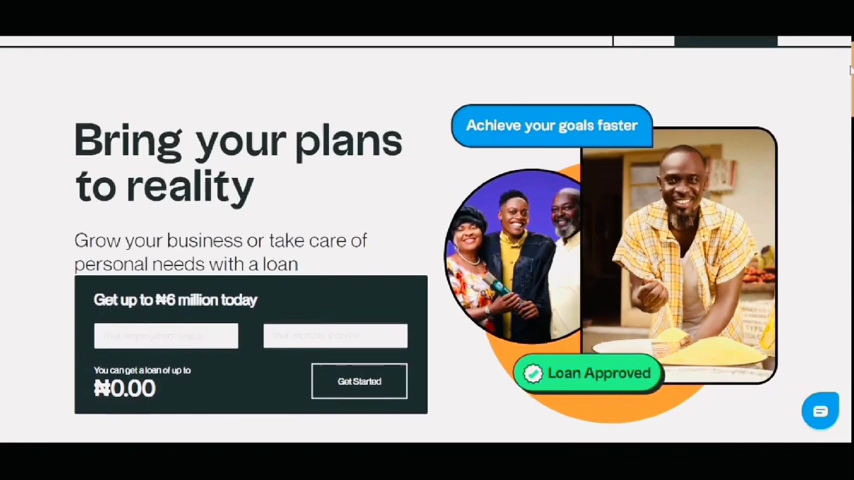 Bring your plans
to reality
Grow your business or take care of
personal needs with a loan
Get up to ₦6 million today
You can get a loan of up to
₦0.00
Get Started
Achieve your goals faster
Loan Approved